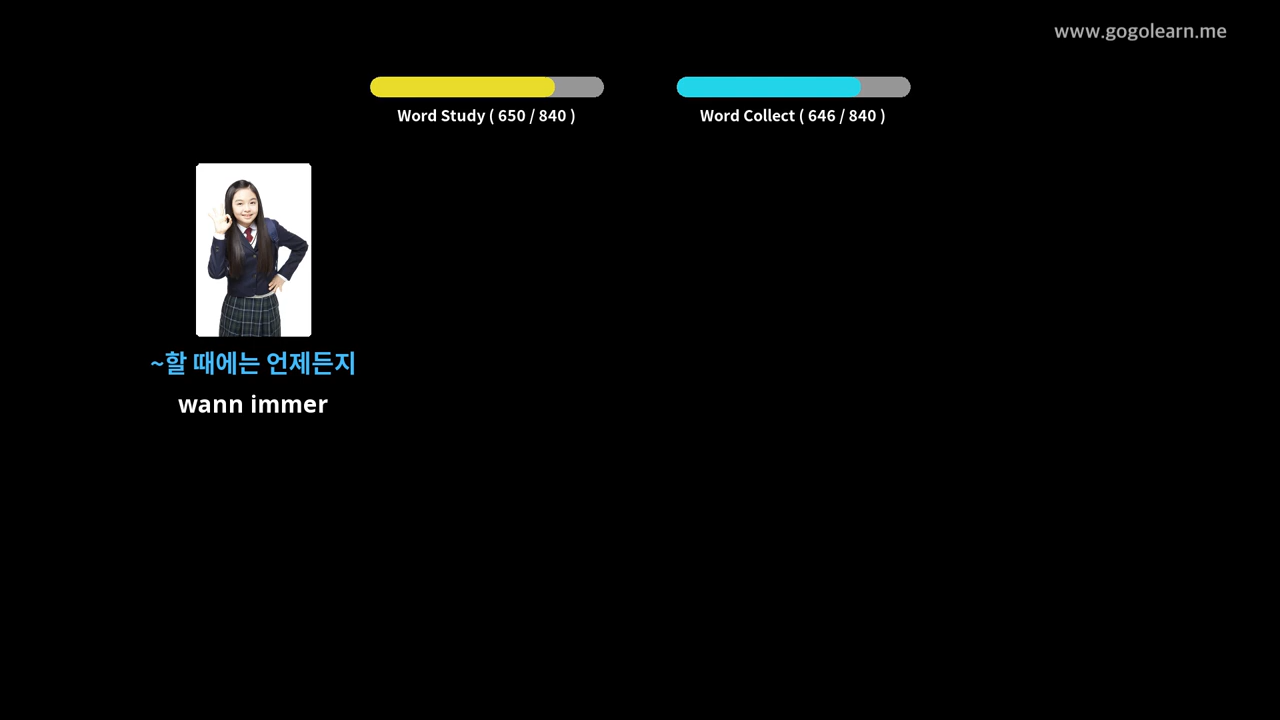 www.gogolearn.me
Word Study ( 650 / 840 )
Word Collect ( 646 / 840 )
~할 때에는 언제든지
wann immer